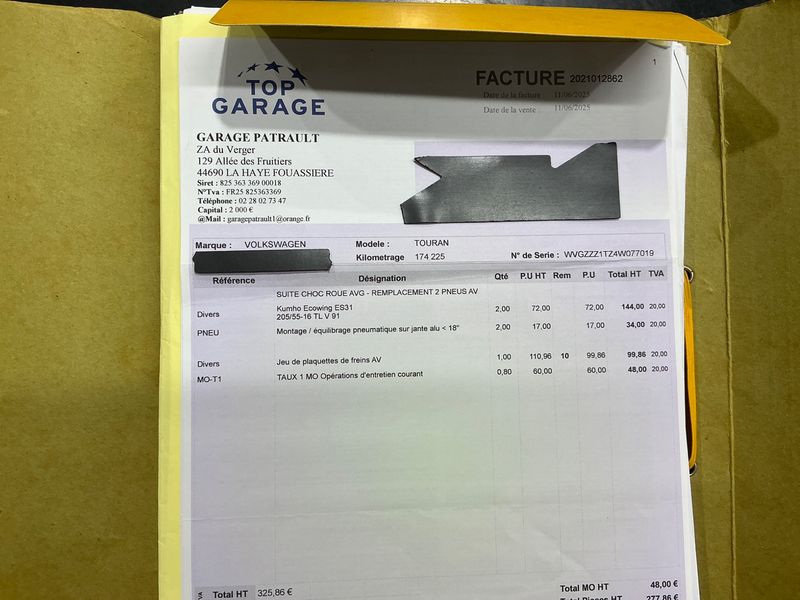 1
TOP
GARAGE
FACTURE 2021012862
Date de la facture 11/06/2025
Date de la vente 11/06/2025
GARAGE PATRAULT
ZA du Verger
129 Allée des Fruitiers
44690 LA HAYE FOUASSIERE
Siret : 825 363 369 00018
N°Tva : FR25 825363369
Téléphone : 02 28 02 73 47
Capital : 2 000 €
@Mail : garagepatrault1@orange.fr
Marque : VOLKSWAGEN Modele : TOURAN
Kilometrage 174 225 N° de Serie : WVGZZZ1TZ4W077019
Référence Désignation Qté P.U HT Rem P.U Total HT TVA
SUITE CHOC ROUE AVG - REMPLACEMENT 2 PNEUS AV
Divers Kumho Ecowing ES31 2,00 72,00 72,00 144,00 20,00
205/55-16 TL V 91
PNEU Montage / équilibrage pneumatique sur jante alu < 18" 2,00 17,00 17,00 34,00 20,00
Divers Jeu de plaquettes de freins AV 1,00 110,96 10 99,86 99,86 20,00
MO-T1 TAUX 1 MO Opérations d'entretien courant 0,80 60,00 60,00 48,00 20,00
Total HT 325,86 € Total MO HT 48,00 €
Total Pieces HT 277,86 €